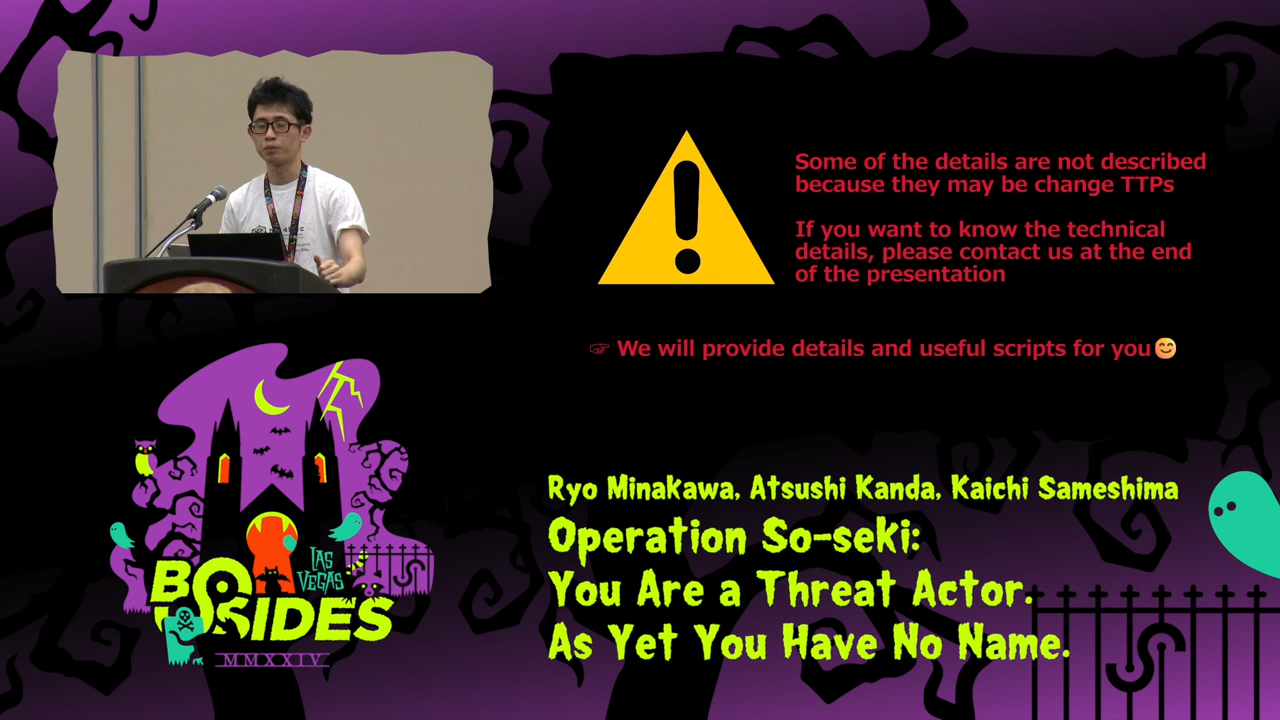 Some of the details are not described
because they may be change TTPs
If you want to know the technical
details, please contact us at the end
of the presentation
☞ We will provide details and useful scripts for you😊
LAS
VEGAS
BSIDES
MMXXIV
Ryo Minakawa, Atsushi Kanda, Kaichi Sameshima
Operation So-seki:
You Are a Threat Actor.
As Yet You Have No Name.